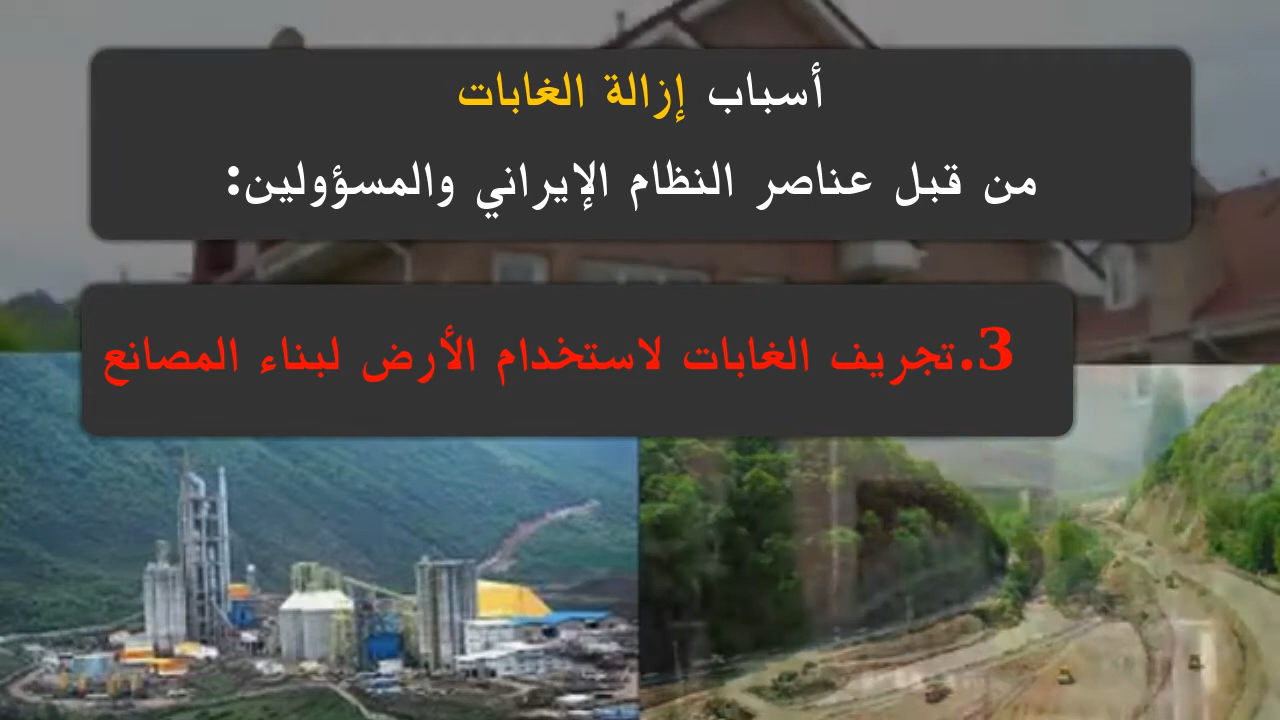 أسباب إزالة الغابات
من قبل عناصر النظام الإيراني والمسؤولين:
3.تجريف الغابات لاستخدام الأرض لبناء المصانع